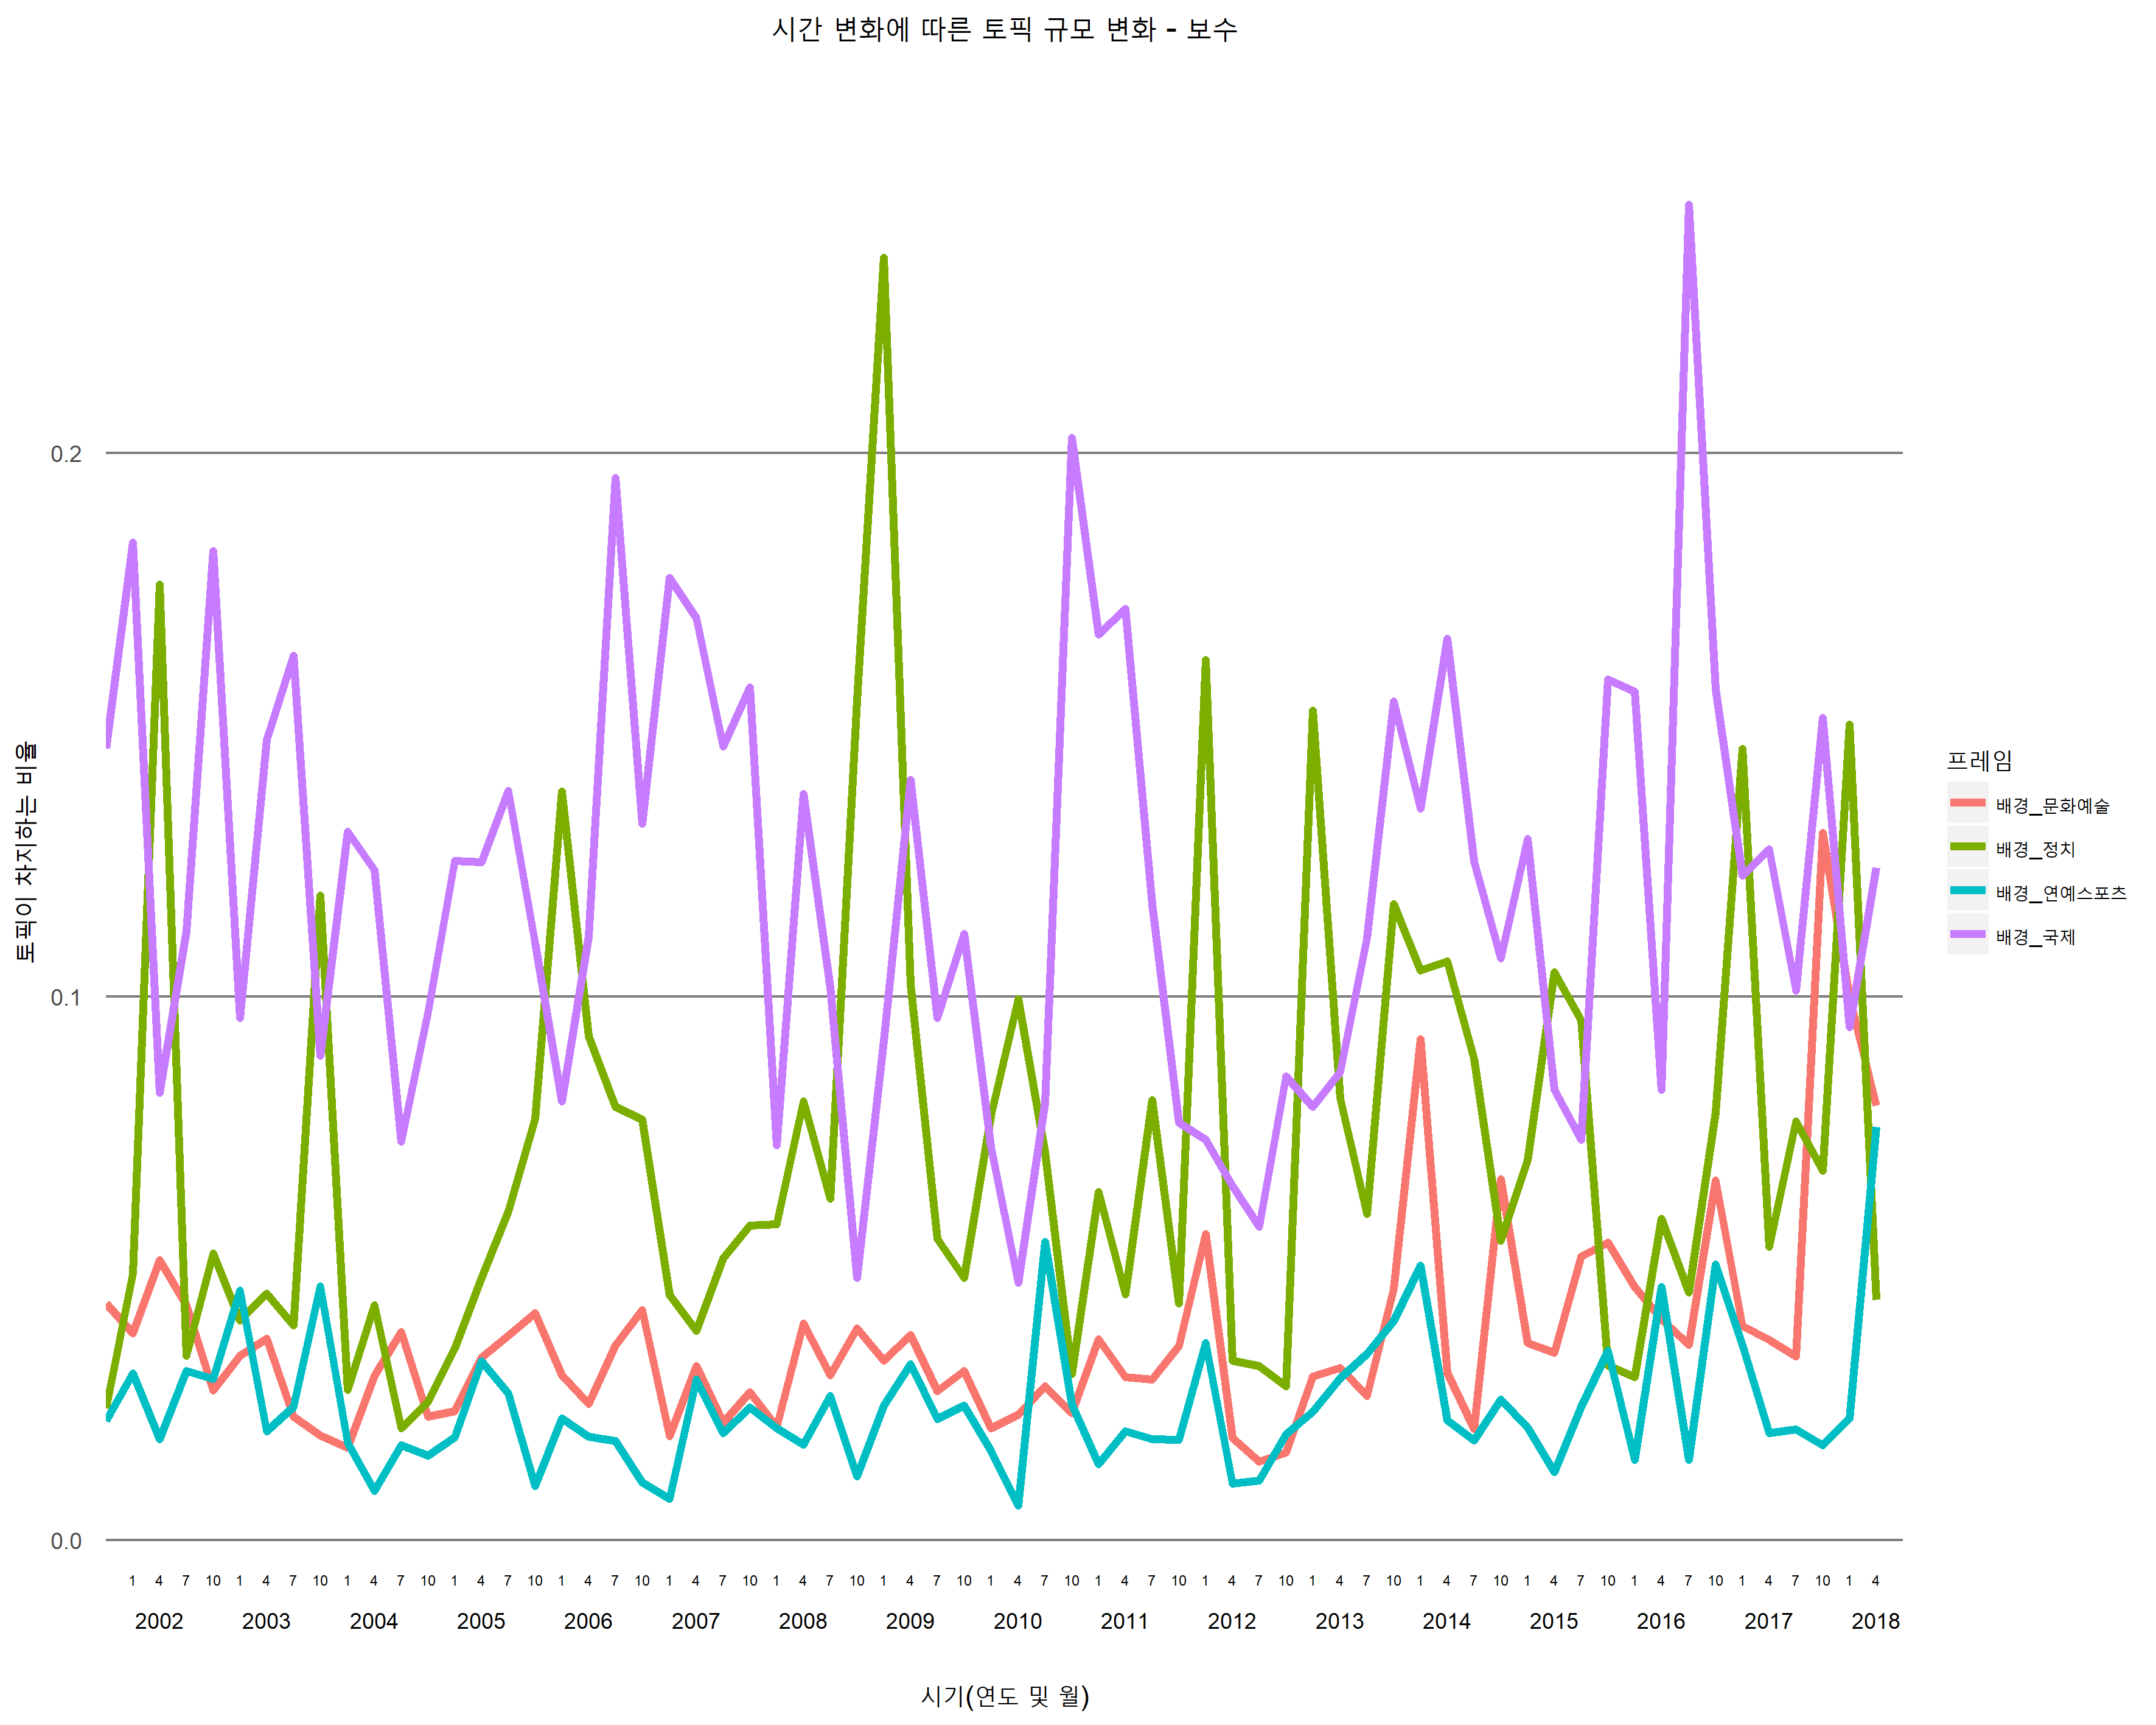 시간 변화에 따른 토픽 규모 변화 - 보수
토픽이 차지하는 비율
0.2
0.1
0.0
1 4 7 10 1 4 7 10 1 4 7 10 1 4 7 10 1 4 7 10 1 4 7 10 1 4 7 10 1 4 7 10 1 4 7 10 1 4 7 10 1 4 7 10 1 4 7 10 1 4 7 10 1 4 7 10 1 4 7 10 1 4 7 10 1 4
2002 2003 2004 2005 2006 2007 2008 2009 2010 2011 2012 2013 2014 2015 2016 2017 2018
시기(연도 및 월)
프레임
배경_문화예술
배경_정치
배경_연예스포츠
배경_국제